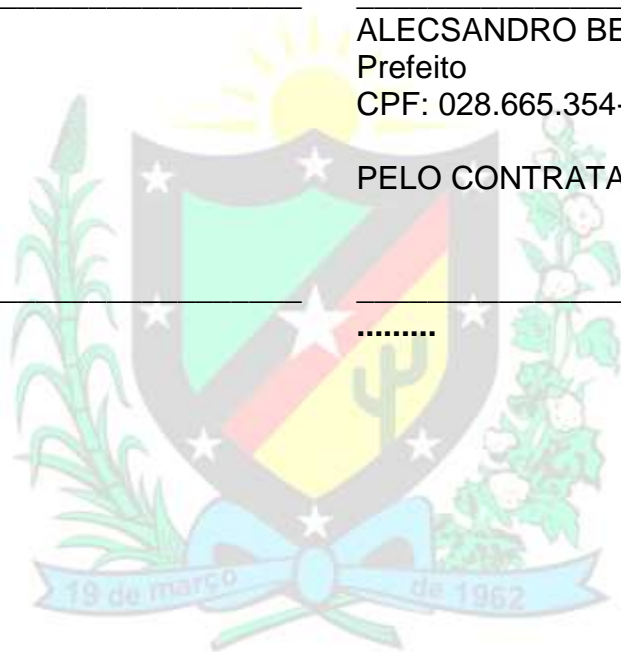 ALECSANDRO BE
Prefeito
CPF: 028.665.354-
PELO CONTRATA
.........
19 de março de 1962